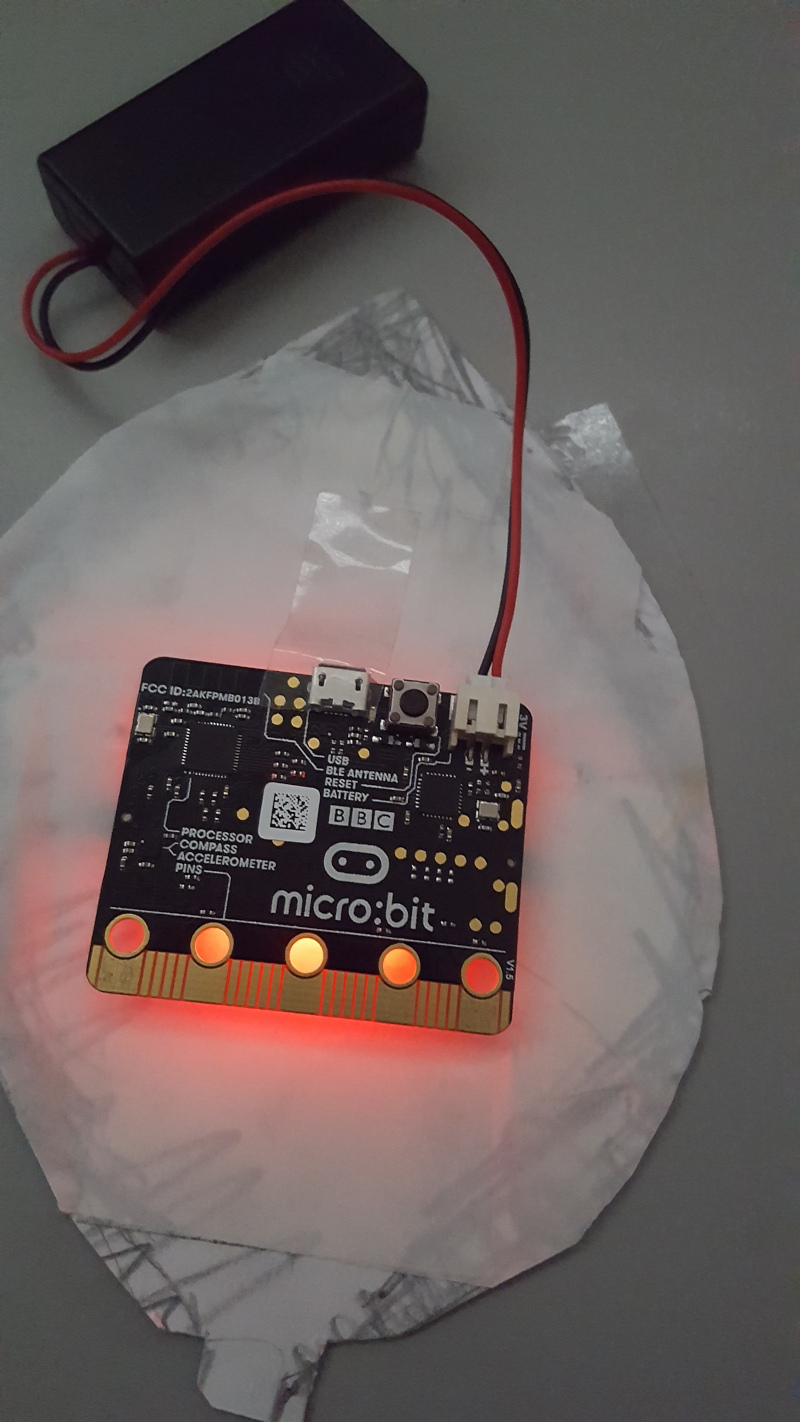 FCC ID:2AKFPMB013B
3V
USB
BLE ANTENNA
RESET
BATTERY
BBC
PROCESSOR
COMPASS
ACCELEROMETER
PINS
micro:bit
V1.5